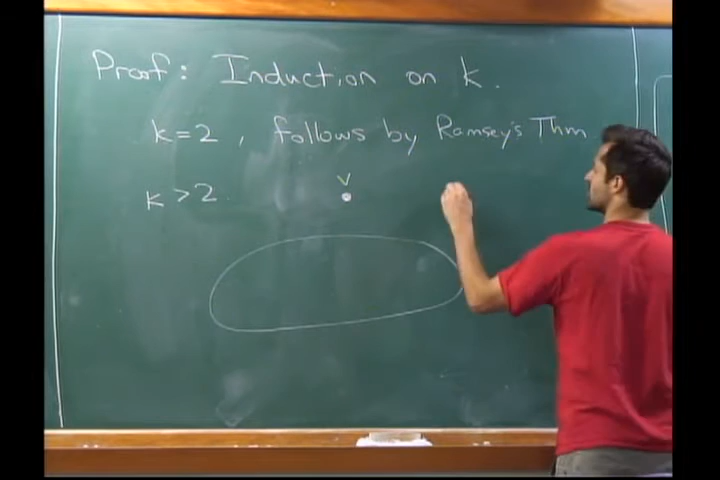 Proof: Induction on k.
k=2, follows by Ramsey's Thm
k>2.
v